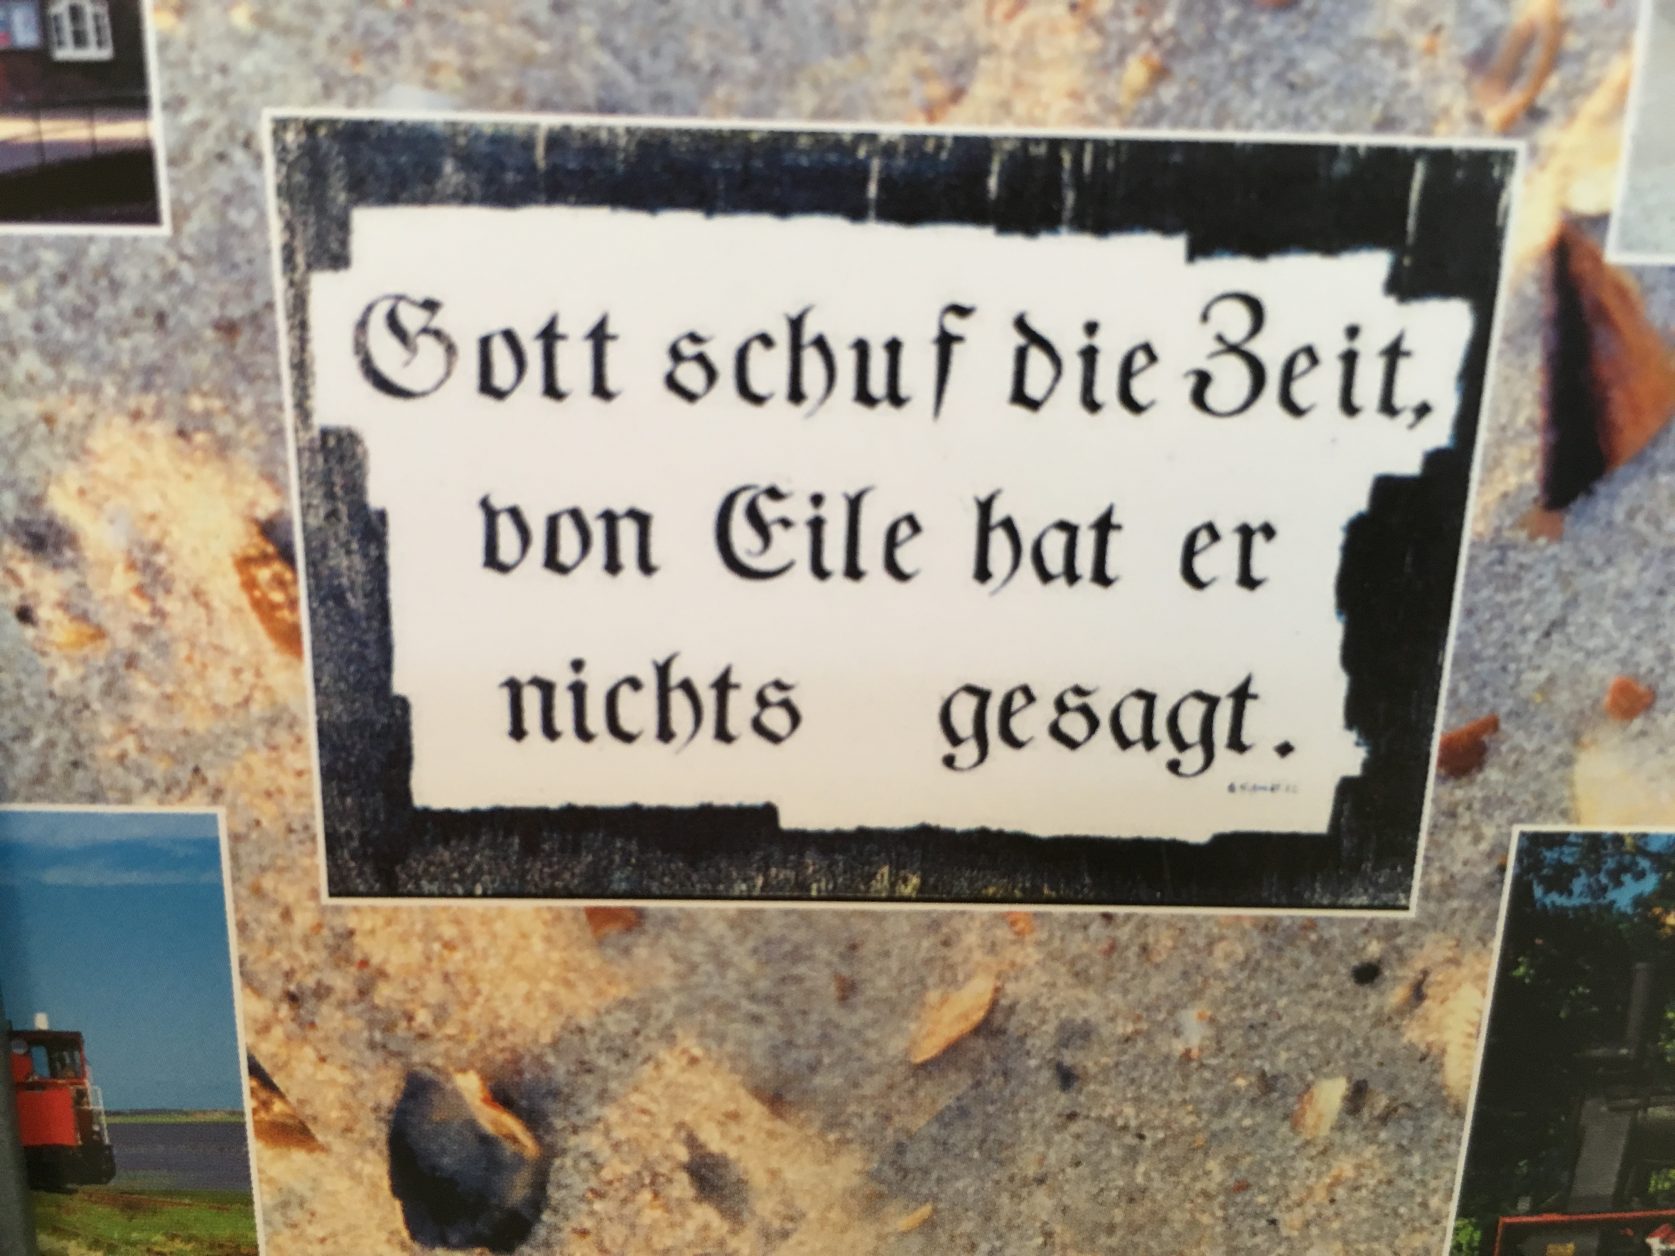 Gott schuf die Zeit,
von Eile hat er
nichts gesagt.